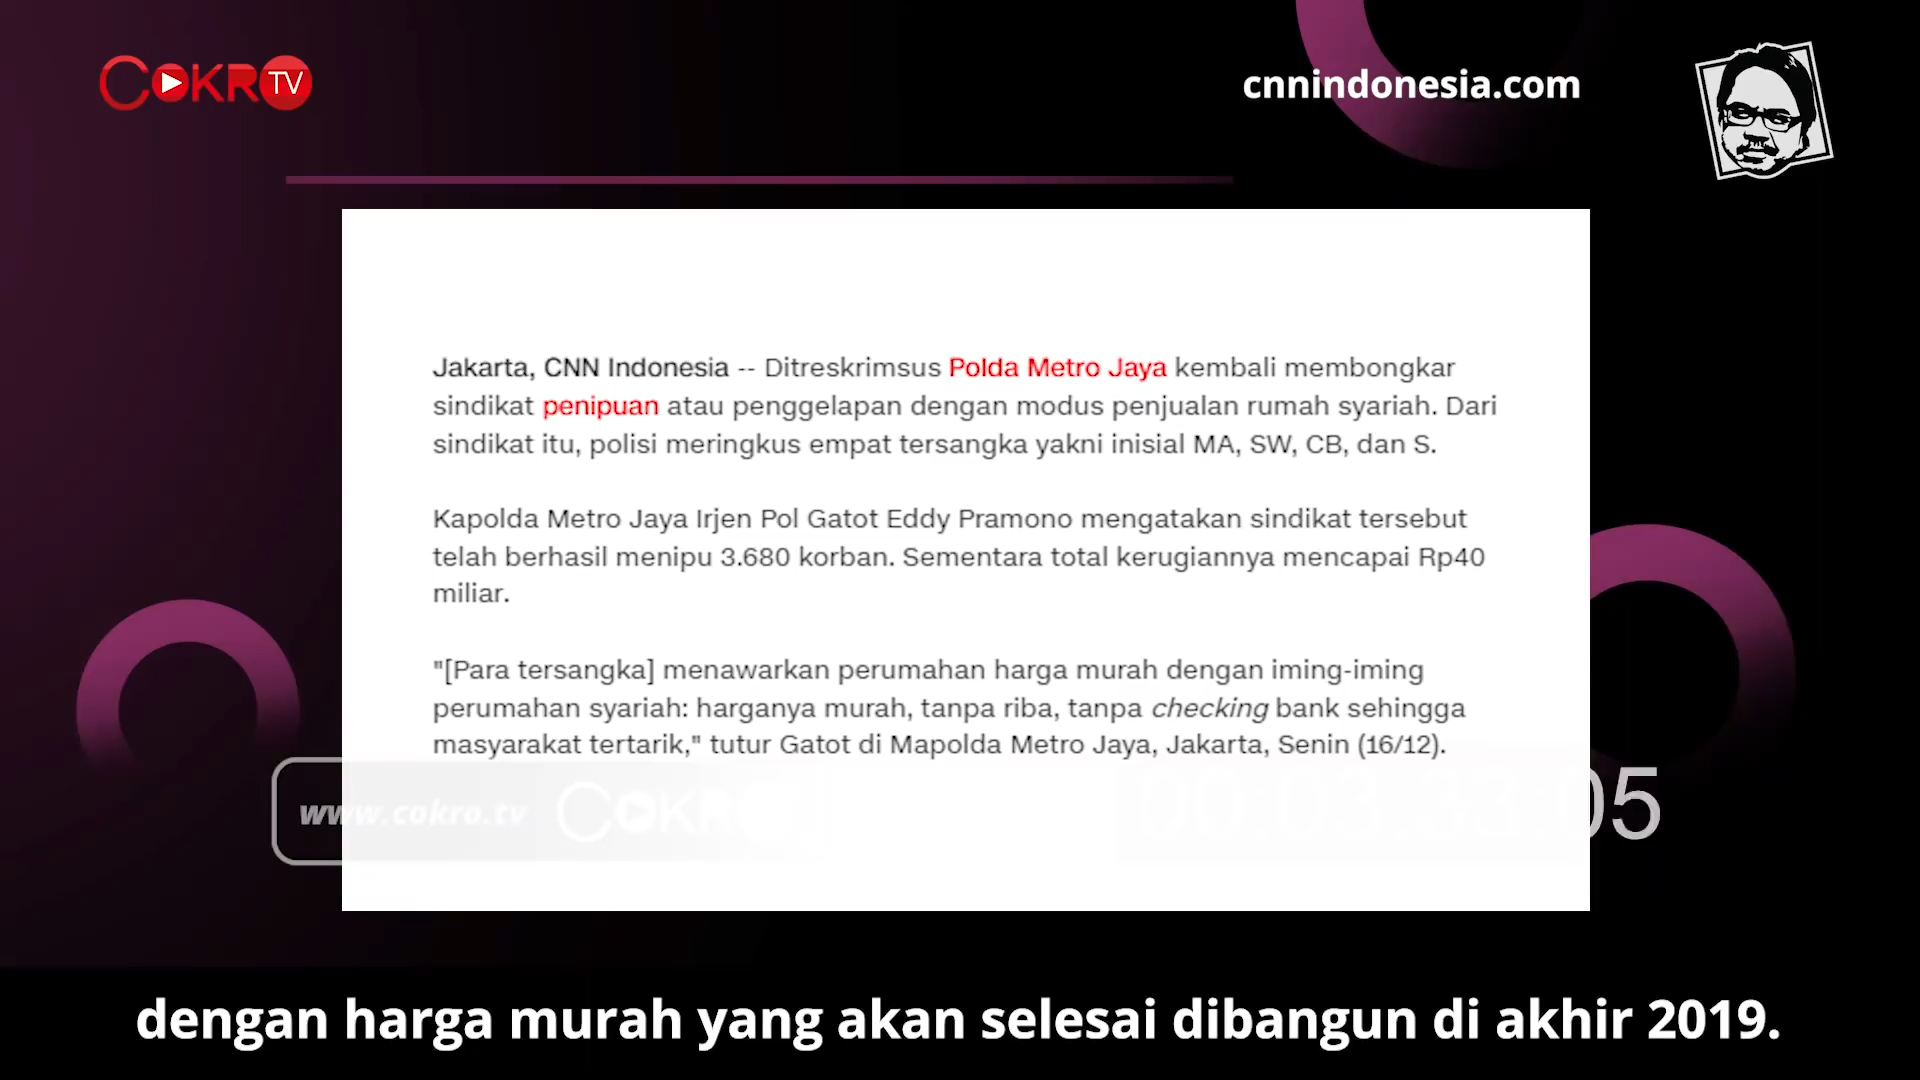 COKRO TV
cnnindonesia.com
Jakarta, CNN Indonesia -- Ditreskrimsus Polda Metro Jaya kembali membongkar
sindikat penipuan atau penggelapan dengan modus penjualan rumah syariah. Dari
sindikat itu, polisi meringkus empat tersangka yakni inisial MA, SW, CB, dan S.
Kapolda Metro Jaya Irjen Pol Gatot Eddy Pramono mengatakan sindikat tersebut
telah berhasil menipu 3.680 korban. Sementara total kerugiannya mencapai Rp40
miliar.
"[Para tersangka] menawarkan perumahan harga murah dengan iming-iming
perumahan syariah: harganya murah, tanpa riba, tanpa checking bank sehingga
masyarakat tertarik," tutur Gatot di Mapolda Metro Jaya, Jakarta, Senin (16/12).
www.cokro.tv COKR
05
dengan harga murah yang akan selesai dibangun di akhir 2019.